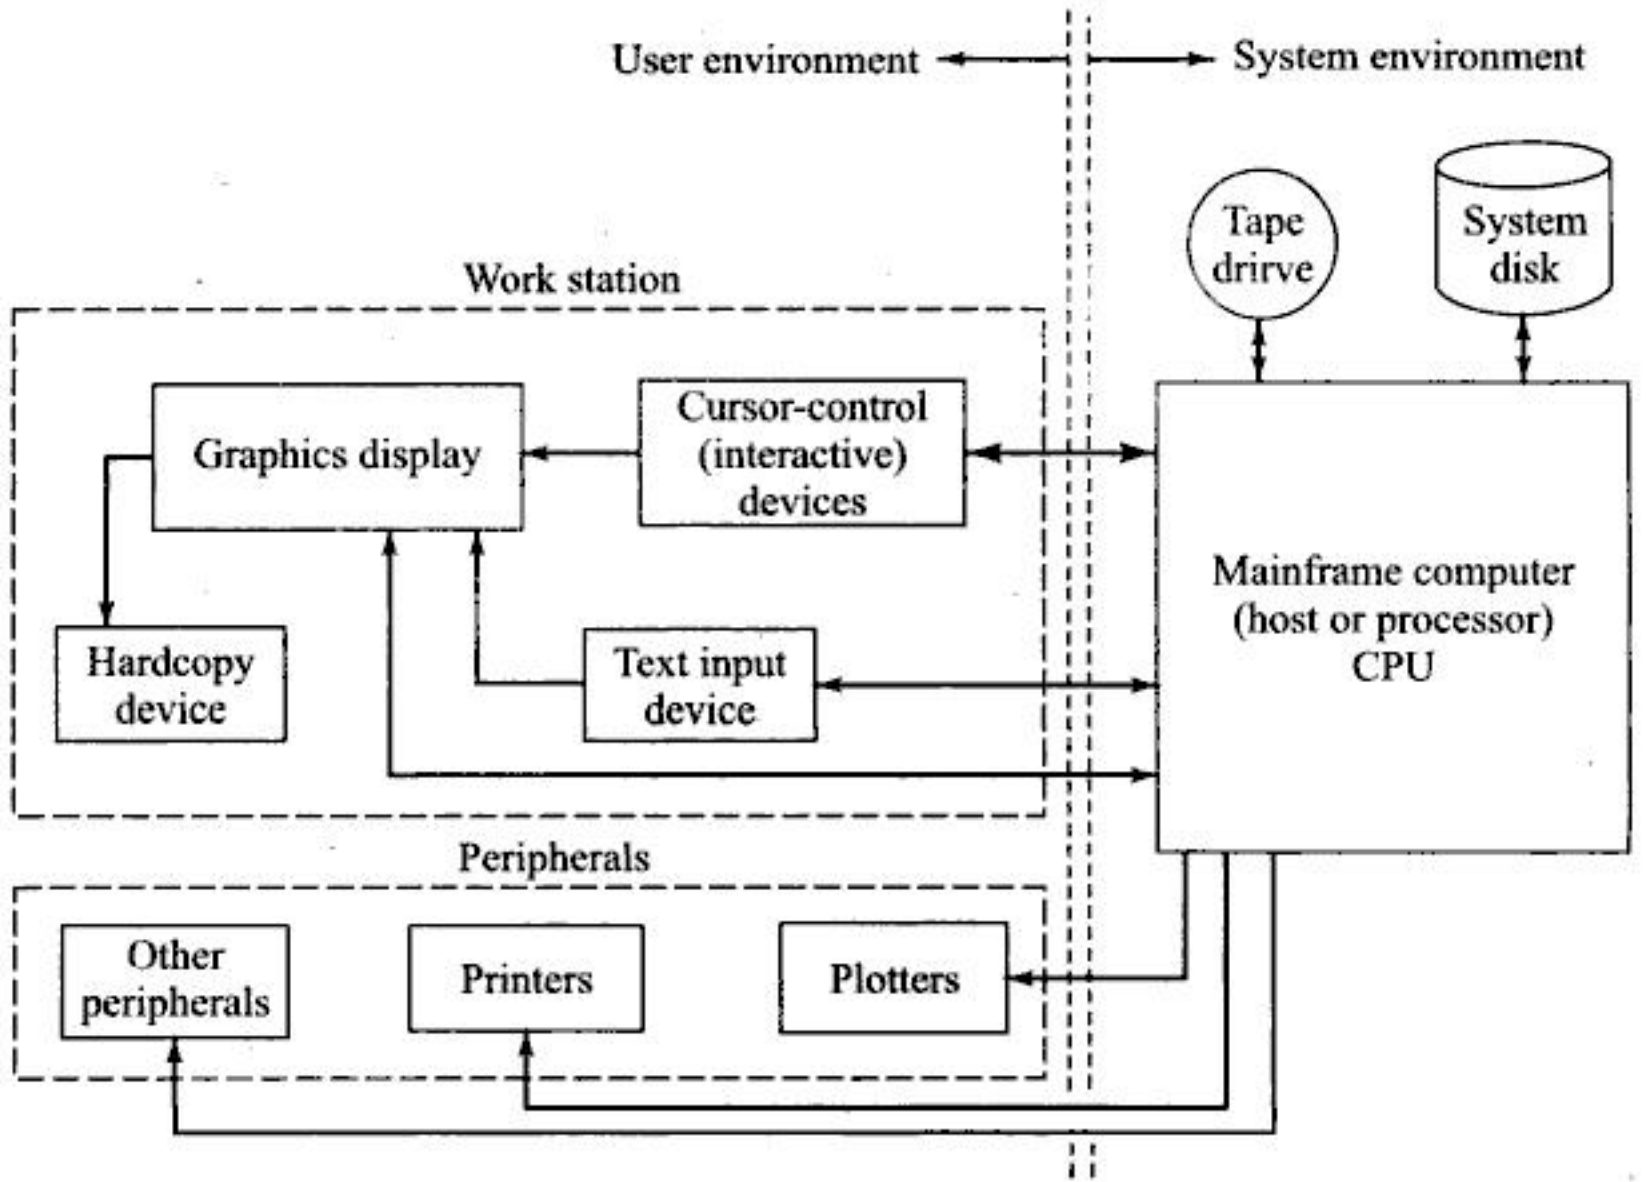 User environment
System environment
Tape
drirve
System
disk
Work station
Graphics display
Cursor-control
(interactive)
devices
Mainframe computer
(host or processor)
CPU
Hardcopy
device
Text input
device
Peripherals
Other
peripherals
Printers
Plotters